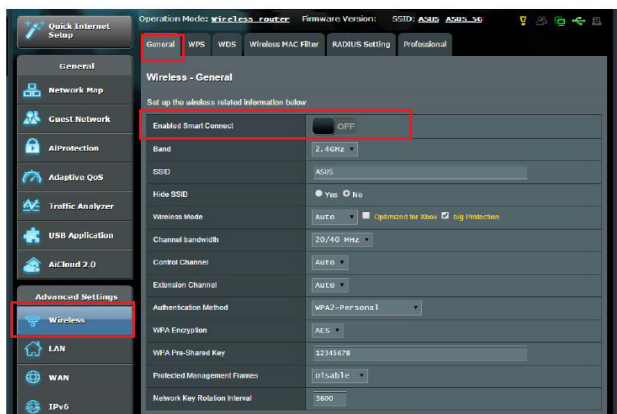 Quick Internet
Setup
Operation Mode: Wireless router Firmware Version: SSID: ASUS ASUS_5G
General WPS WDS Wireless MAC Filter RADIUS Setting Professional
General
Network Map
Guest Network
AiProtection
Adaptive QoS
Traffic Analyzer
USB Application
AiCloud 2.0
Advanced Settings
Wireless
LAN
WAN
IPv6
Wireless - General
Set up the wireless related information below
Enabled Smart Connect OFF
Band 2.4GHz
SSID ASUS
Hide SSID Yes No
Wireless Mode Auto Optimized for Xbox b/g Protection
Channel bandwidth 20/40 MHz
Control Channel Auto
Extension Channel Auto
Authentication Method WPA2-Personal
WPA Encryption AES
WPA Pre-Shared Key 12345678
Protected Management Frames Disable
Network Key Rotation Interval 3600